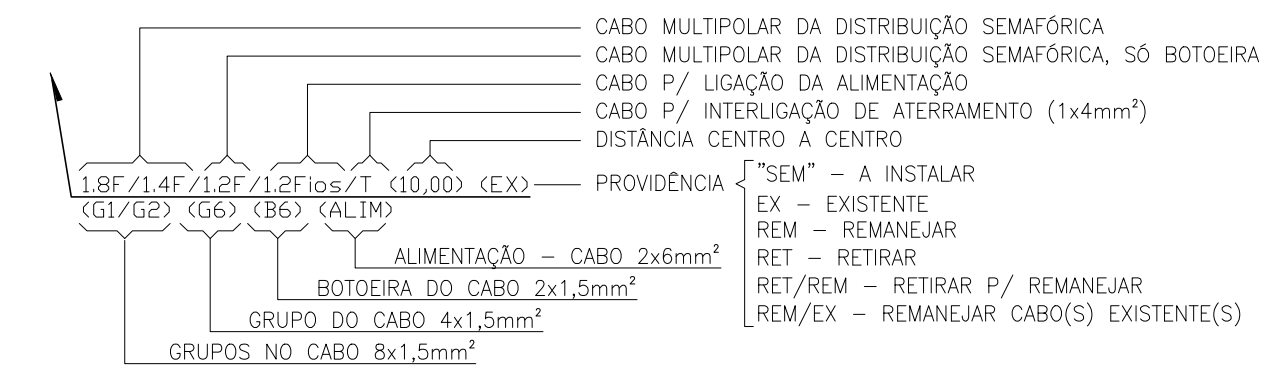 CABO MULTIPOLAR DA DISTRIBUIÇÃO SEMAFÓRICA
CABO MULTIPOLAR DA DISTRIBUIÇÃO SEMAFÓRICA, SÓ BOTOEIRA
CABO P/ LIGAÇÃO DA ALIMENTAÇÃO
CABO P/ INTERLIGAÇÃO DE ATERRAMENTO (1x4mm²)
DISTÂNCIA CENTRO A CENTRO
1.8F/1.4F/1.2F/1.2Fios/T (10,00) (EX)
PROVIDÊNCIA
"SEM" – A INSTALAR
EX – EXISTENTE
REM – REMANEJAR
RET – RETIRAR
RET/REM – RETIRAR P/ REMANEJAR
REM/EX – REMANEJAR CABO(S) EXISTENTE(S)
(G1/G2) (G6) (B6) (ALIM)
ALIMENTAÇÃO – CABO 2x6mm²
BOTOEIRA DO CABO 2x1,5mm²
GRUPO DO CABO 4x1,5mm²
GRUPOS NO CABO 8x1,5mm²